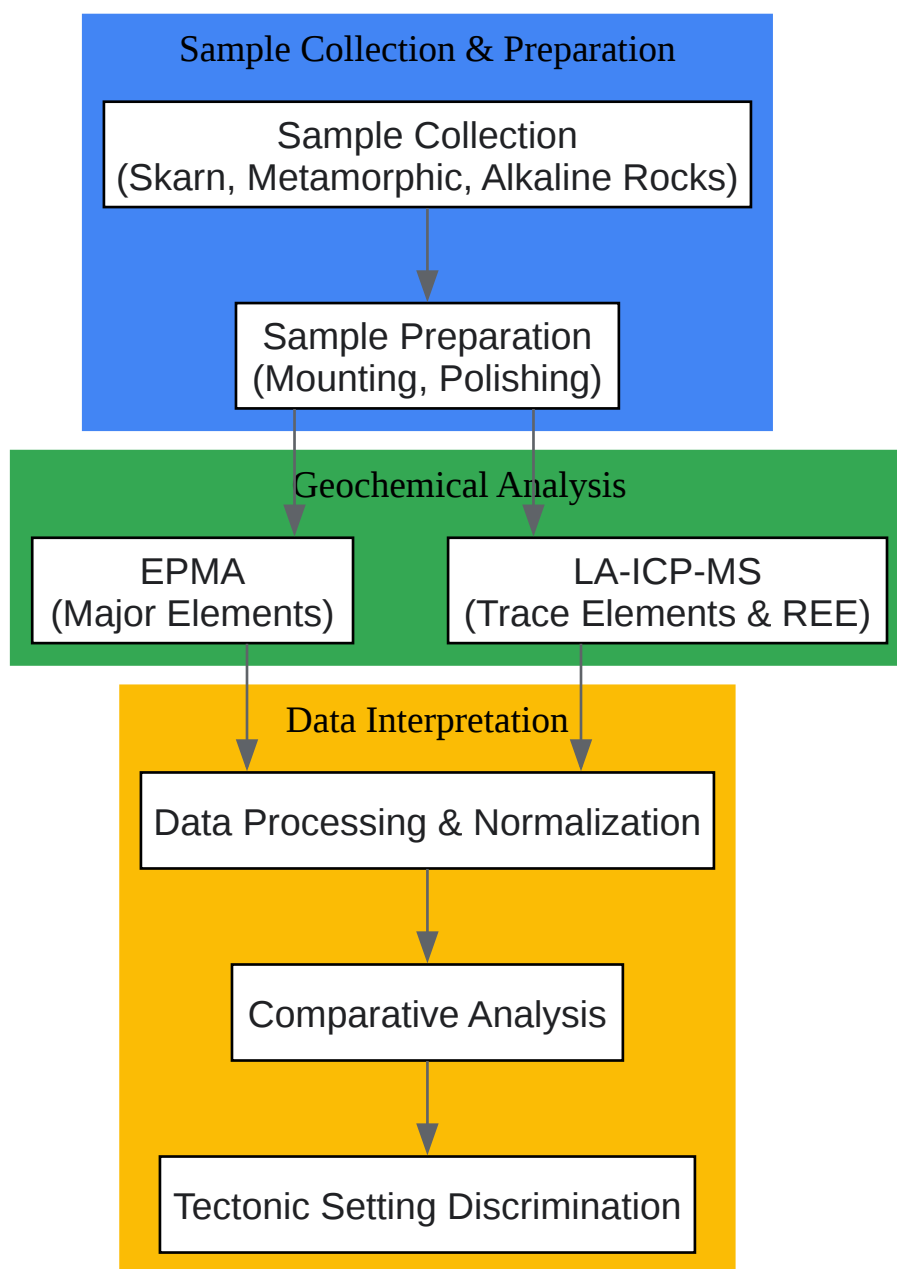 Sample Collection & Preparation
Sample Collection
(Skarn, Metamorphic, Alkaline Rocks)
Sample Preparation
(Mounting, Polishing)
Geochemical Analysis
EPMA
(Major Elements)
LA-ICP-MS
(Trace Elements & REE)
Data Interpretation
Data Processing & Normalization
Comparative Analysis
Tectonic Setting Discrimination